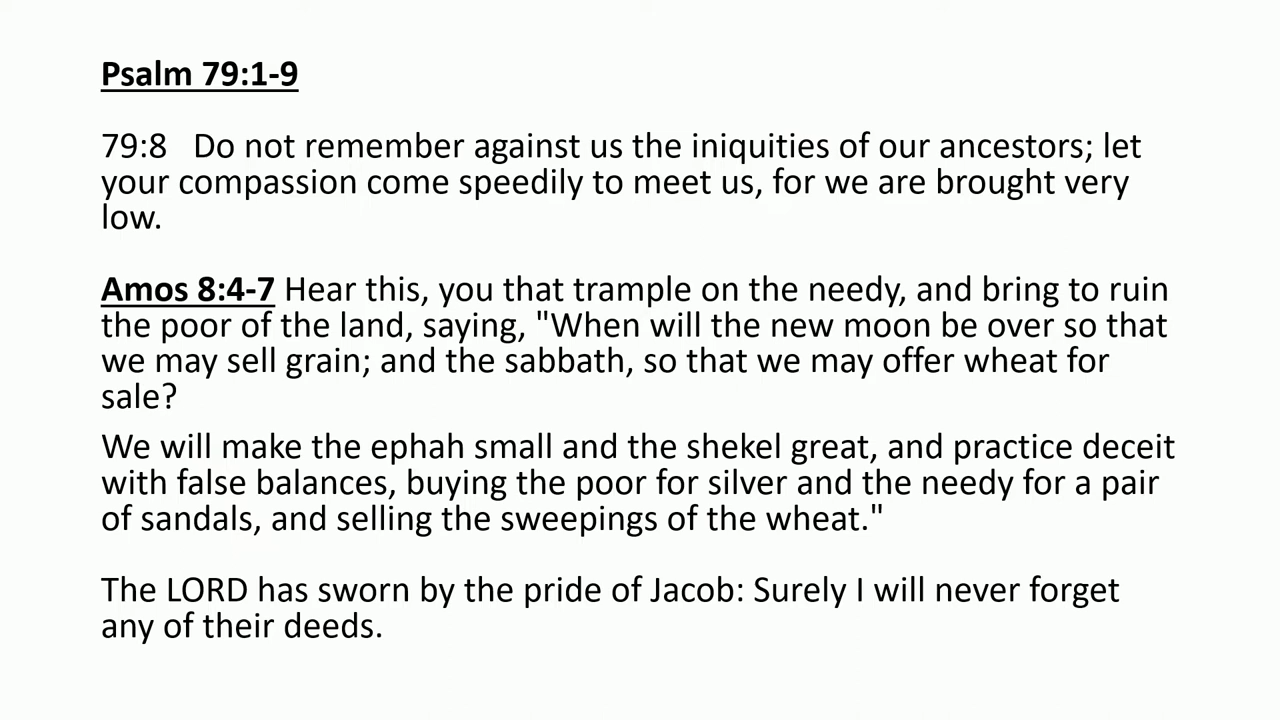 Psalm 79:1-9
79:8 Do not remember against us the iniquities of our ancestors; let
your compassion come speedily to meet us, for we are brought very
low.
Amos 8:4-7 Hear this, you that trample on the needy, and bring to ruin
the poor of the land, saying, "When will the new moon be over so that
we may sell grain; and the sabbath, so that we may offer wheat for
sale?
We will make the ephah small and the shekel great, and practice deceit
with false balances, buying the poor for silver and the needy for a pair
of sandals, and selling the sweepings of the wheat."
The LORD has sworn by the pride of Jacob: Surely I will never forget
any of their deeds.